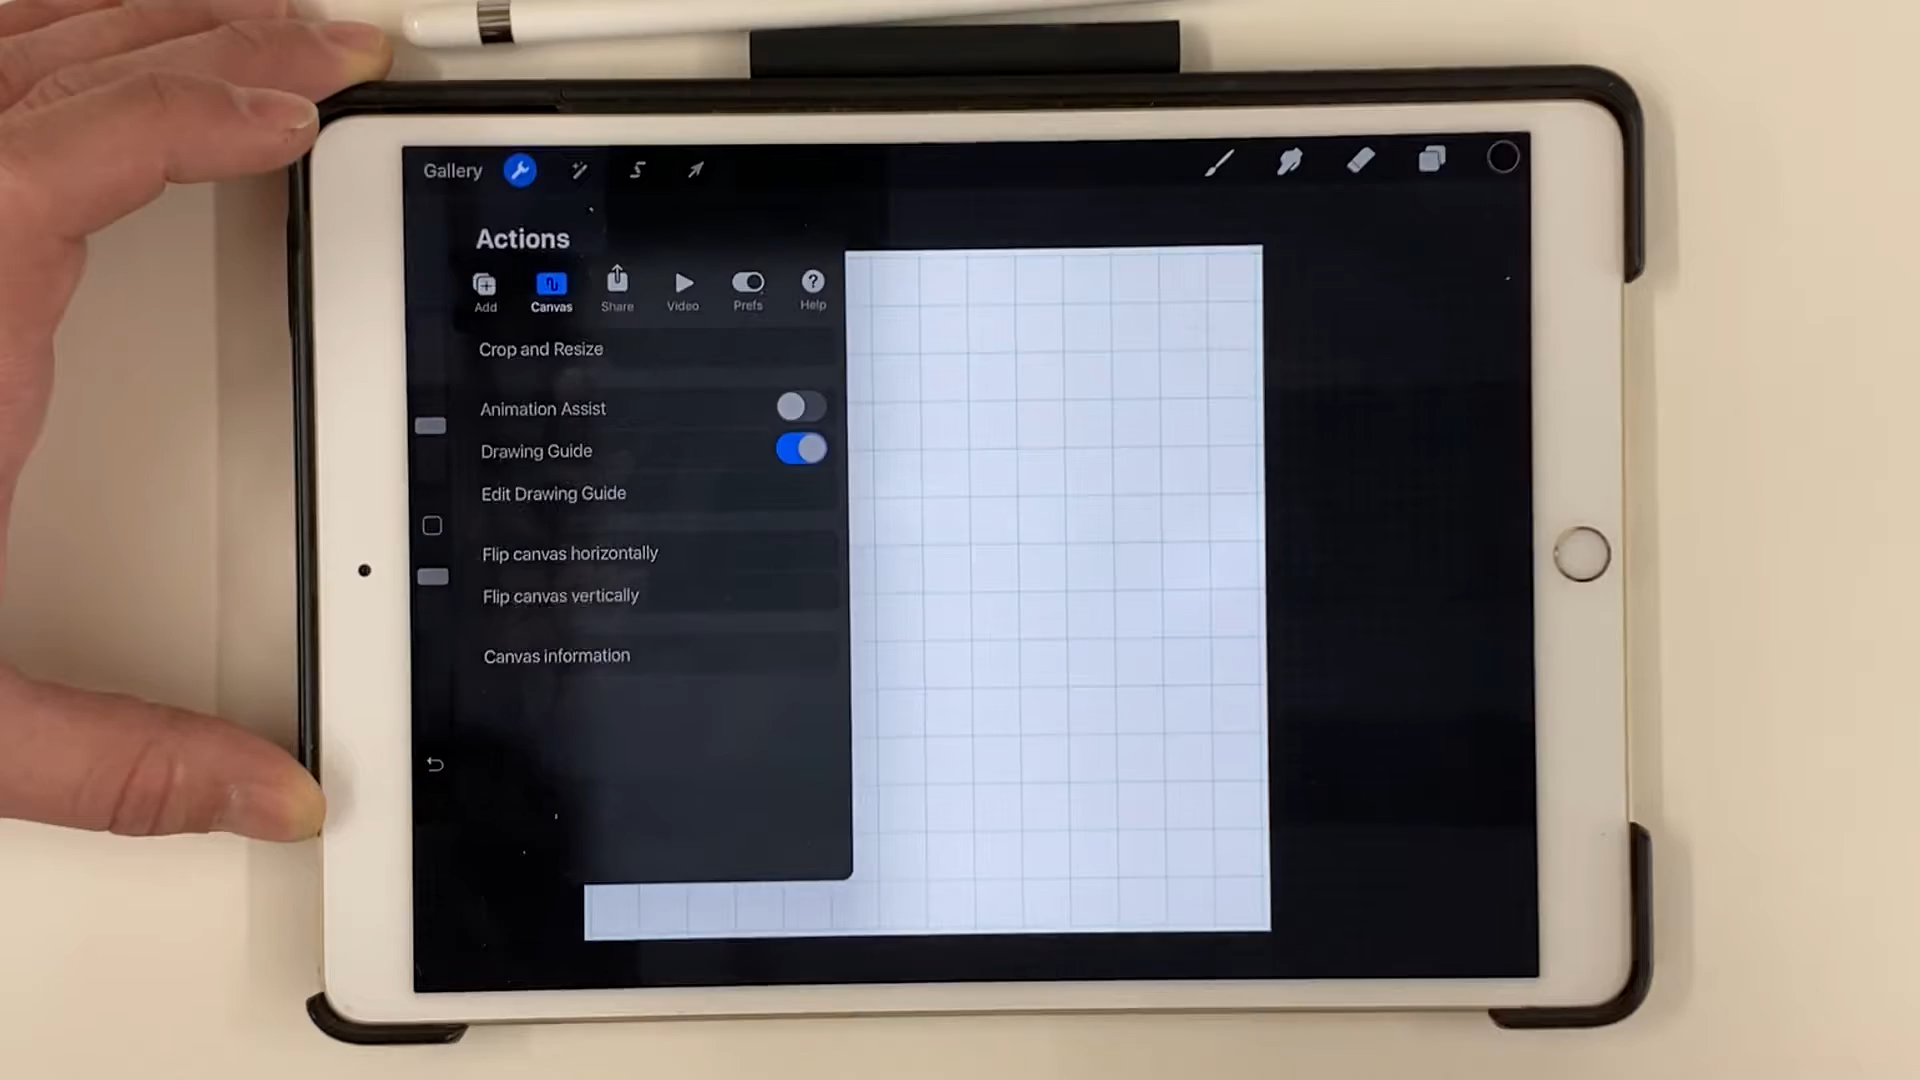 Gallery
Actions
Add Canvas Share Video Prefs Help
Crop and Resize
Animation Assist
Drawing Guide
Edit Drawing Guide
Flip canvas horizontally
Flip canvas vertically
Canvas information